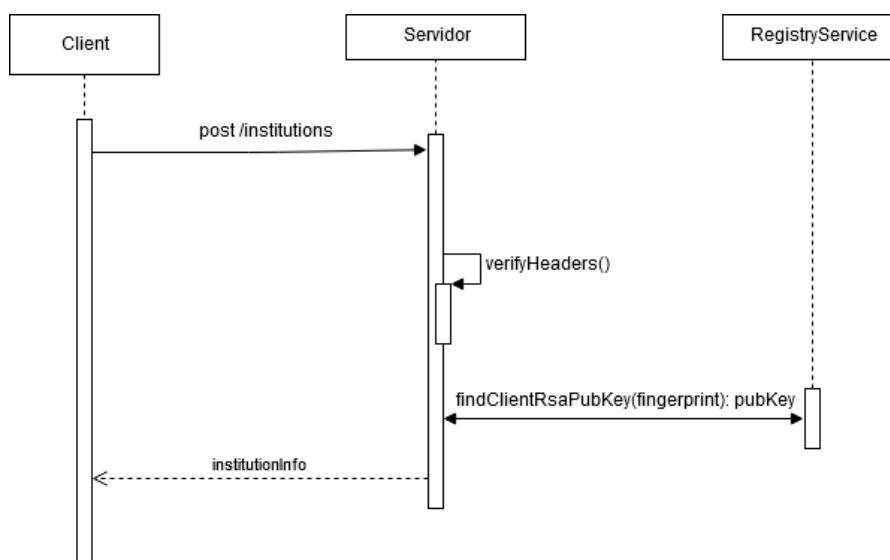 Client
Servidor
RegistryService
post /institutions
verifyHeaders()
findClientRsaPubKey(fingerprint): pubKey
institutionInfo